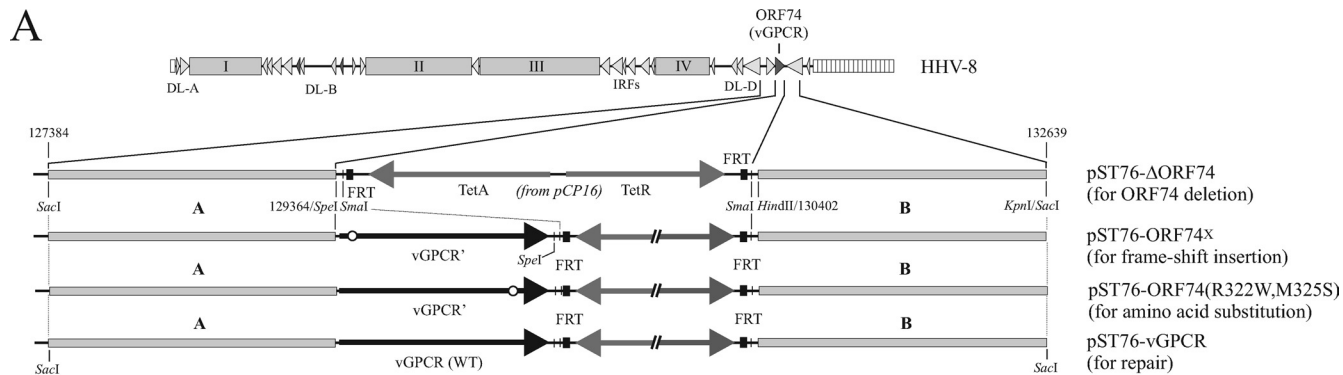 A
ORF74
(vGPCR)
I
II
III
IV
HHV-8
DL-A
DL-B
IRFs
DL-D
127384
132639
FRT
FRT
TetA
(from pCP16)
TetR
pST76-ΔORF74
(for ORF74 deletion)
SacI
A
129364/SpeI
SmaI
SmaI
HindII/130402
B
KpnI/SacI
vGPCR'
SpeI
FRT
FRT
pST76-ORF74X
(for frame-shift insertion)
A
B
vGPCR'
FRT
FRT
pST76-ORF74(R322W,M325S)
(for amino acid substitution)
A
B
vGPCR (WT)
FRT
FRT
pST76-vGPCR
(for repair)
SacI
SacI